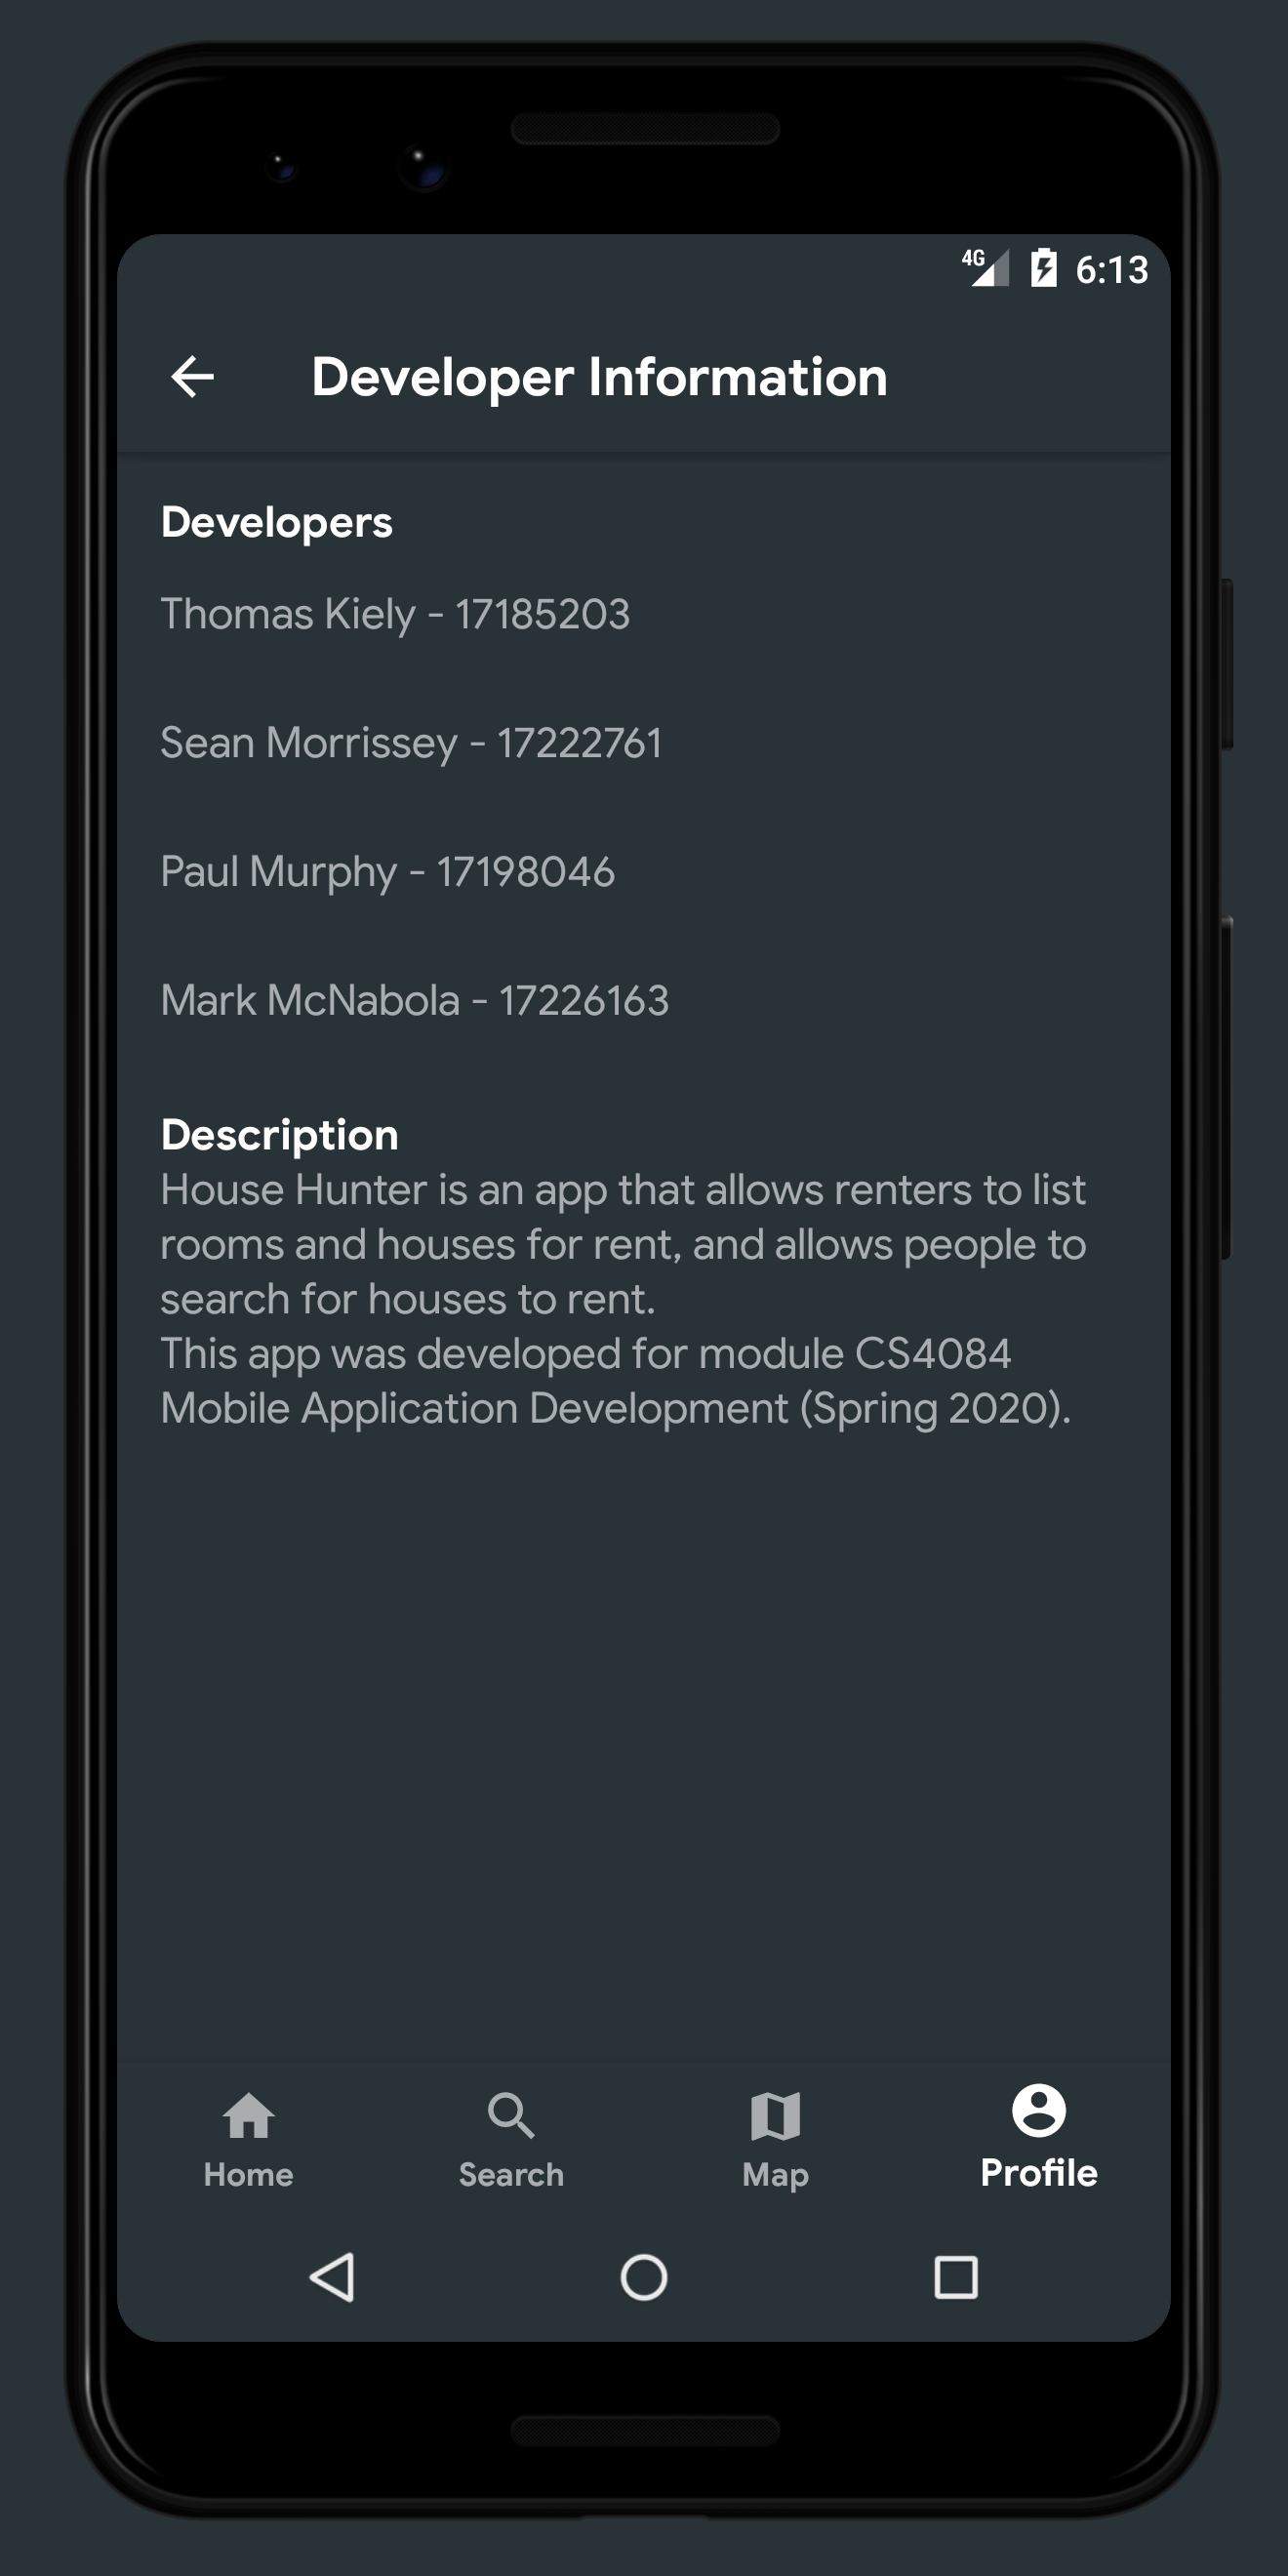 4G 6:13
Developer Information
Developers
Thomas Kiely - 17185203
Sean Morrissey - 17222761
Paul Murphy - 17198046
Mark McNabola - 17226163
Description
House Hunter is an app that allows renters to list
rooms and houses for rent, and allows people to
search for houses to rent.
This app was developed for module CS4084
Mobile Application Development (Spring 2020).
Home Search Map Profile